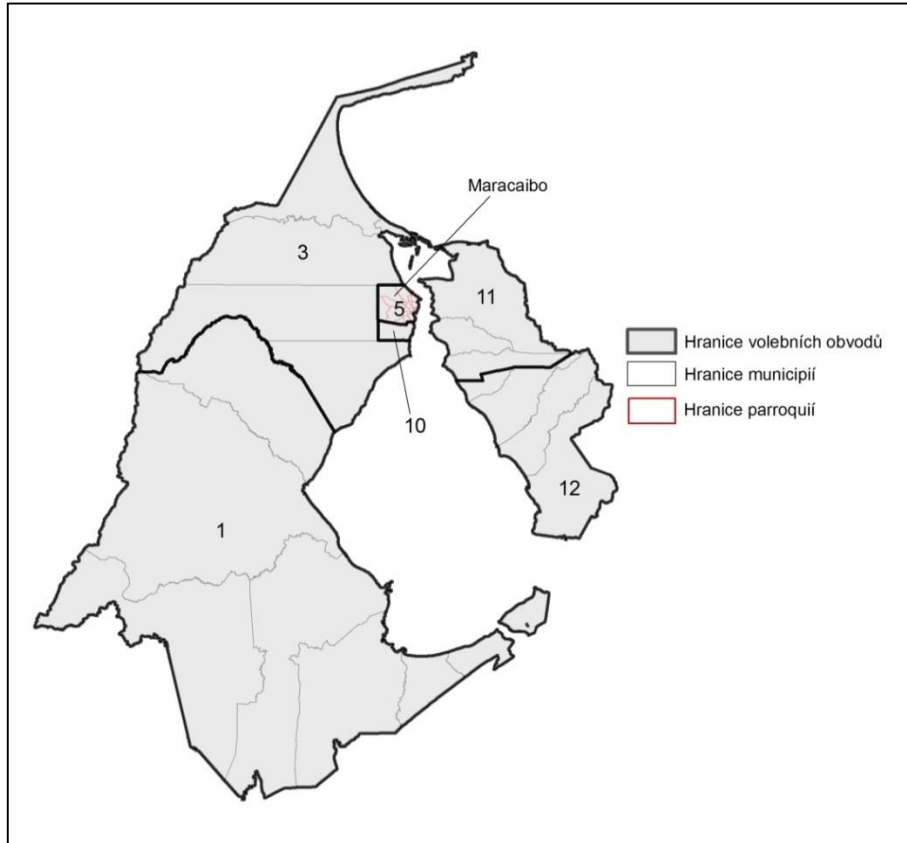 Maracaibo
3
5
11
10
12
1
Hranice volebních obvodů
Hranice municipií
Hranice parroquií